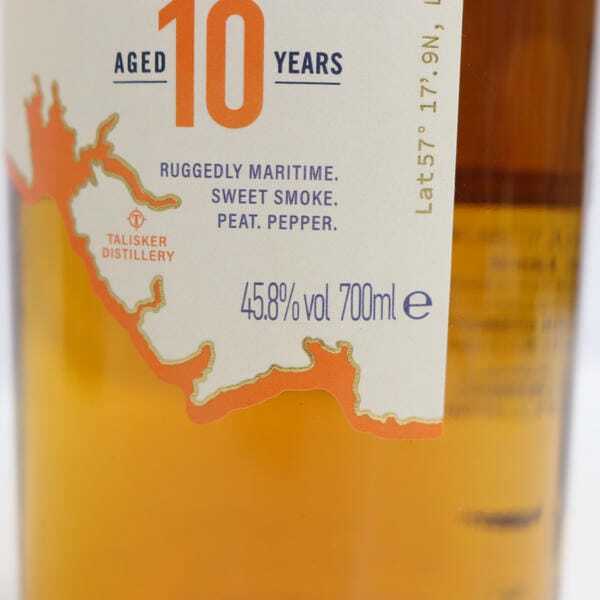 AGED 10 YEARS
RUGGEDLY MARITIME.
SWEET SMOKE.
PEAT. PEPPER.
TALISKER
DISTILLERY
45.8%vol 700ml e
Lat57° 17'.9N,